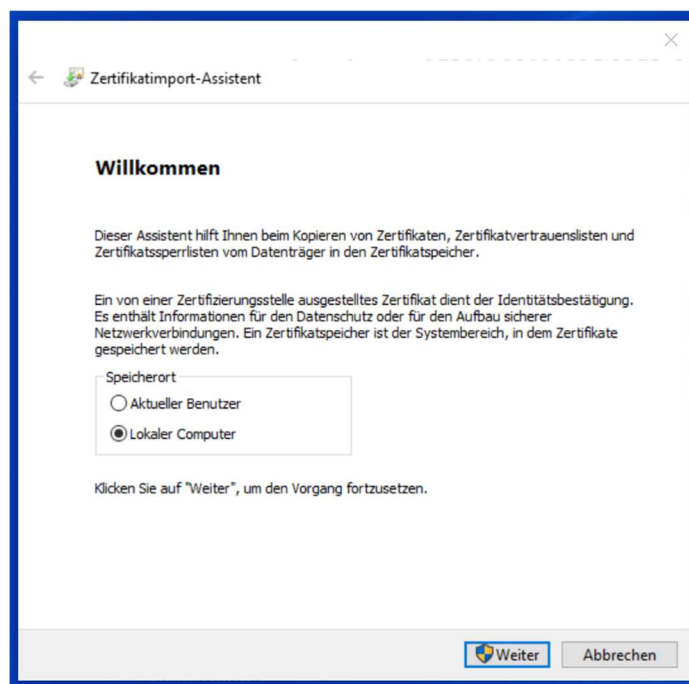 Zertifikatimport-Assistent
Willkommen
Dieser Assistent hilft Ihnen beim Kopieren von Zertifikaten, Zertifikatvertrauenslisten und
Zertifikatssperrlisten vom Datenträger in den Zertifikatspeicher.
Ein von einer Zertifizierungsstelle ausgestelltes Zertifikat dient der Identitätsbestätigung.
Es enthält Informationen für den Datenschutz oder für den Aufbau sicherer
Netzwerkverbindungen. Ein Zertifikatspeicher ist der Systembereich, in dem Zertifikate
gespeichert werden.
Speicherort
Aktueller Benutzer
Lokaler Computer
Klicken Sie auf "Weiter", um den Vorgang fortzusetzen.
Weiter
Abbrechen